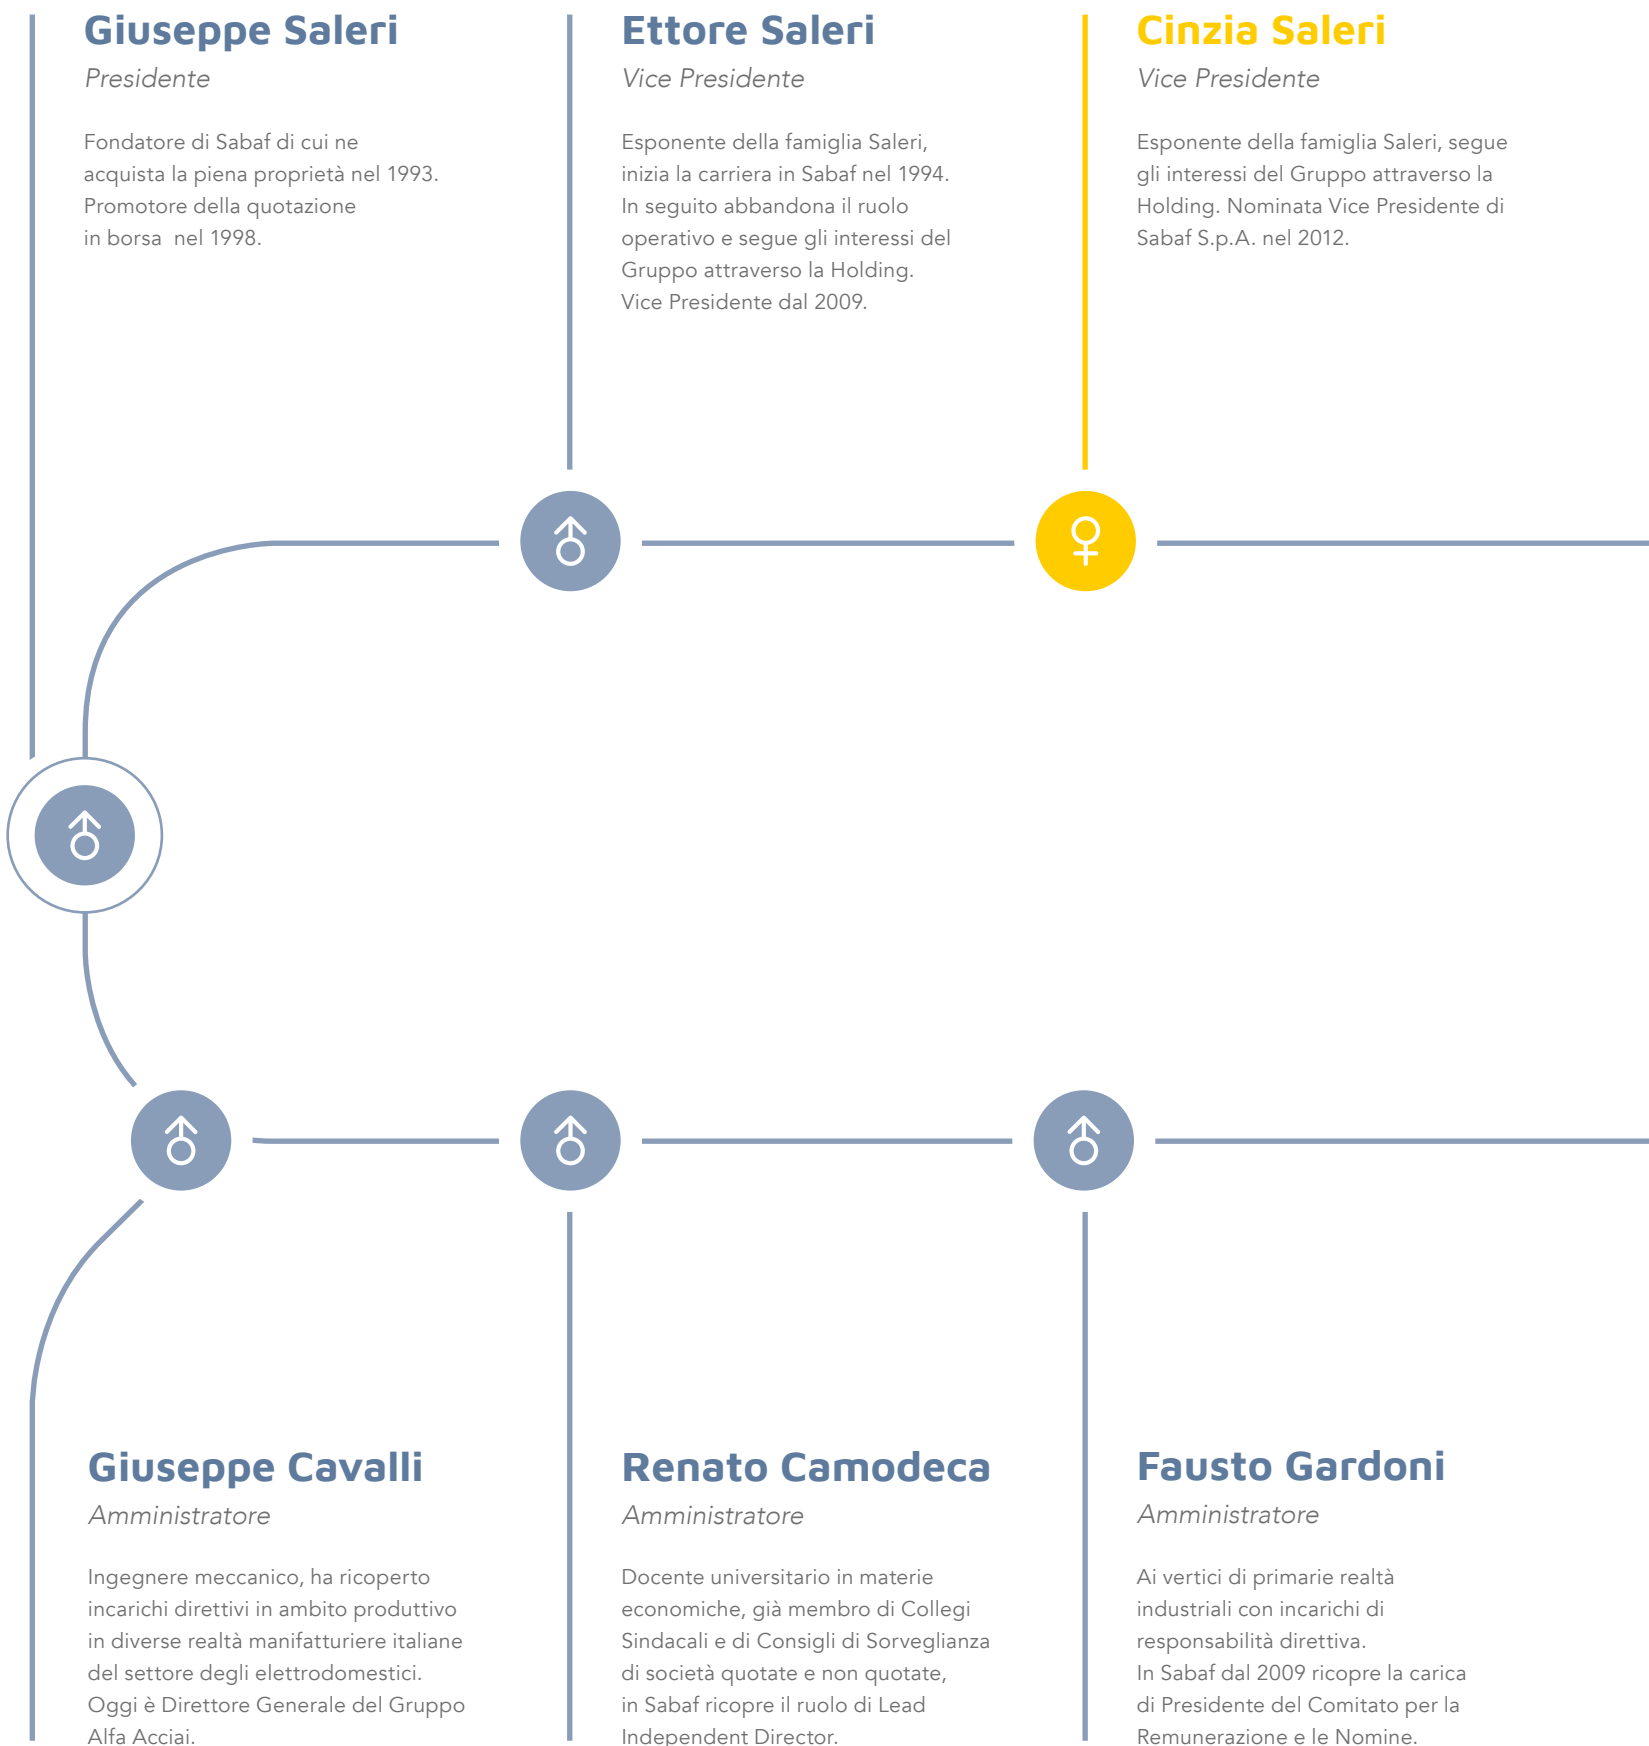 Giuseppe Saleri
Presidente
Fondatore di Sabaf di cui ne
acquista la piena proprietà nel 1993.
Promotore della quotazione
in borsa  nel 1998.
Ettore Saleri
Vice Presidente
Esponente della famiglia Saleri,
inizia la carriera in Sabaf nel 1994.
In seguito abbandona il ruolo
operativo e segue gli interessi del
Gruppo attraverso la Holding.
Vice Presidente dal 2009.
Cinzia Saleri
Vice Presidente
Esponente della famiglia Saleri, segue
gli interessi del Gruppo attraverso la
Holding. Nominata Vice Presidente di
Sabaf S.p.A. nel 2012.
Giuseppe Cavalli
Amministratore
Ingegnere meccanico, ha ricoperto
incarichi direttivi in ambito produttivo
in diverse realtà manifatturiere italiane
del settore degli elettrodomestici.
Oggi è Direttore Generale del Gruppo
Alfa Acciai.
Renato Camodeca
Amministratore
Docente universitario in materie
economiche, già membro di Collegi
Sindacali e di Consigli di Sorveglianza
di società quotate e non quotate,
in Sabaf ricopre il ruolo di Lead
Independent Director.
Fausto Gardoni
Amministratore
Ai vertici di primarie realtà
industriali con incarichi di
responsabilità direttiva.
In Sabaf dal 2009 ricopre la carica
di Presidente del Comitato per la
Remunerazione e le Nomine.